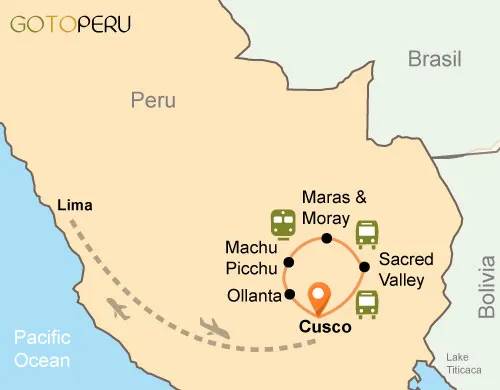 GOTOPERU
Brasil
Peru
Lima
Maras &
Moray
Machu
Picchu
Sacred
Valley
Ollanta
Cusco
Bolivia
Pacific
Ocean
Lake
Titicaca